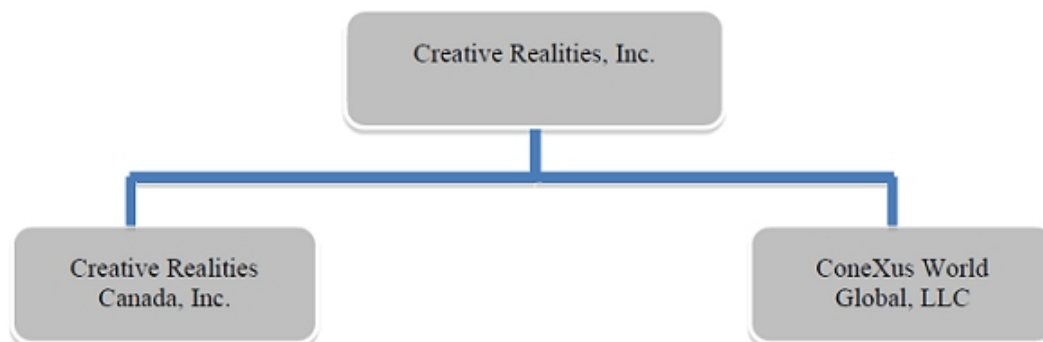 Creative Realities, Inc.
Creative Realities
Canada, Inc.
ConeXus World
Global, LLC